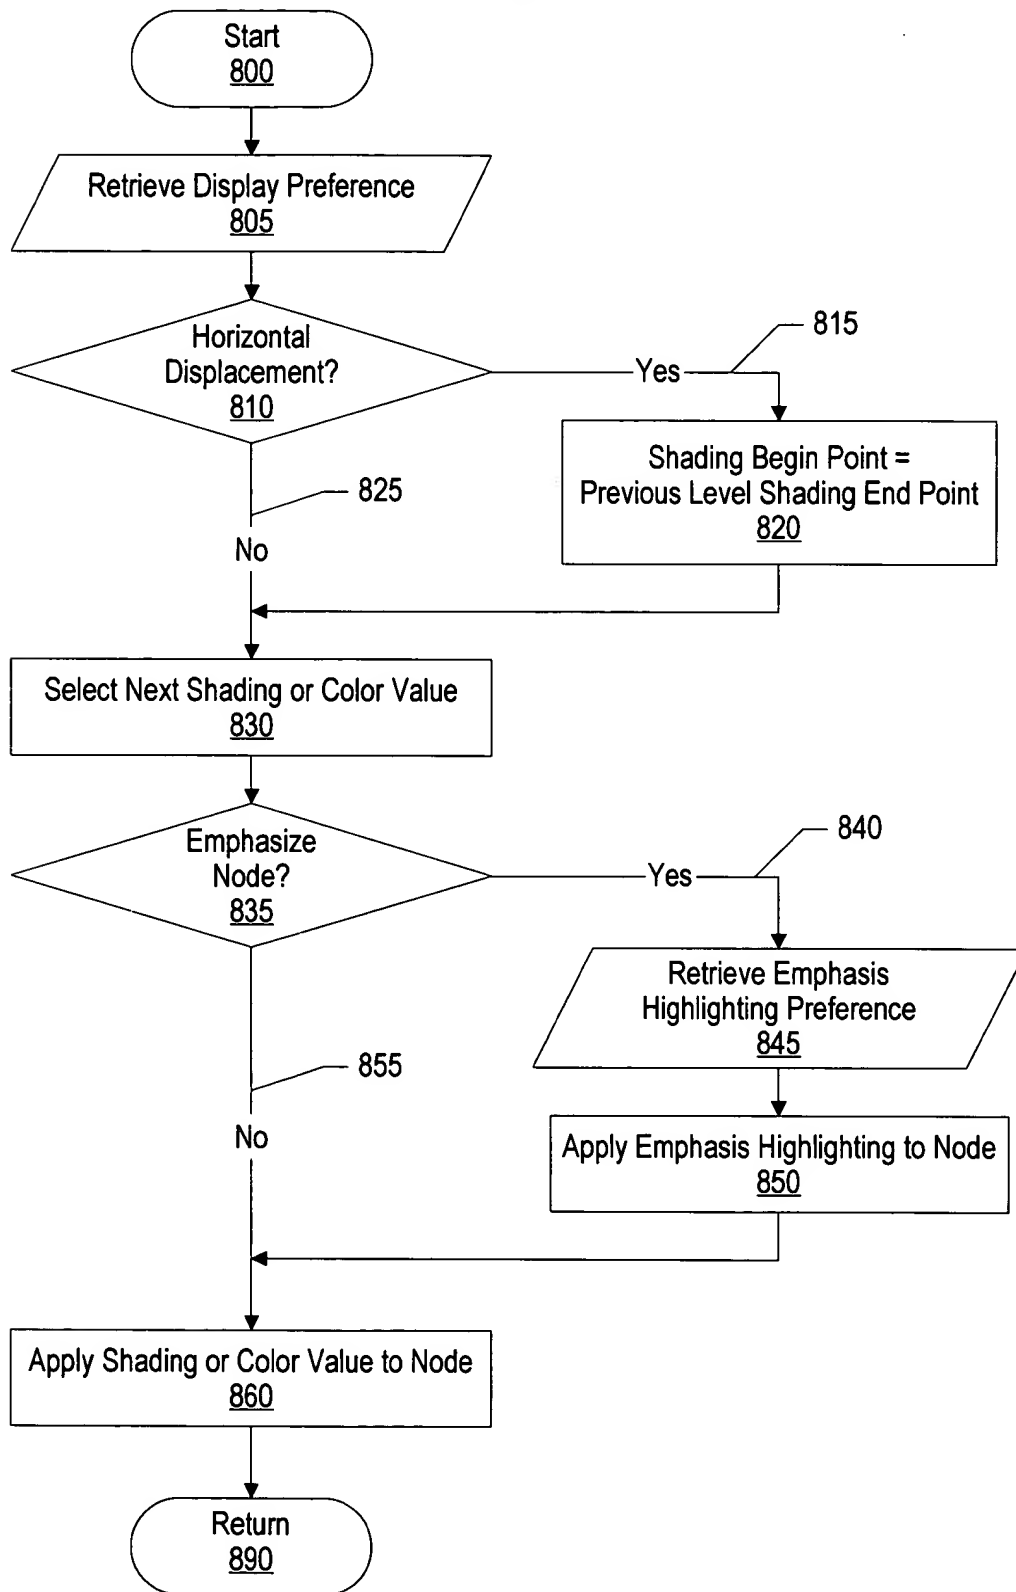 Start
800
Retrieve Display Preference
805
Horizontal
Displacement?
810
Yes
815
Shading Begin Point =
Previous Level Shading End Point
820
825
No
Select Next Shading or Color Value
830
Emphasize
Node?
835
Yes
840
Retrieve Emphasis
Highlighting Preference
845
Apply Emphasis Highlighting to Node
850
855
No
Apply Shading or Color Value to Node
860
Return
890